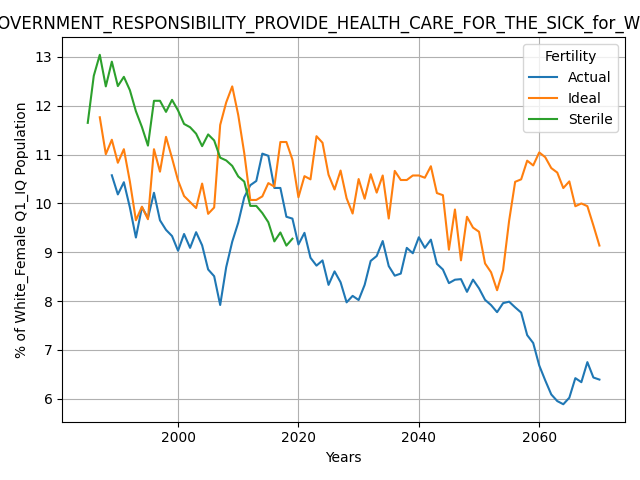 OVERNMENT_RESPONSIBILITY_PROVIDE_HEALTH_CARE_FOR_THE_SICK_for_W
13
12
11
10
9
8
7
6
% of White_Female Q1_IQ Population
Fertility
Actual
Ideal
Sterile
2000
2020
2040
2060
Years